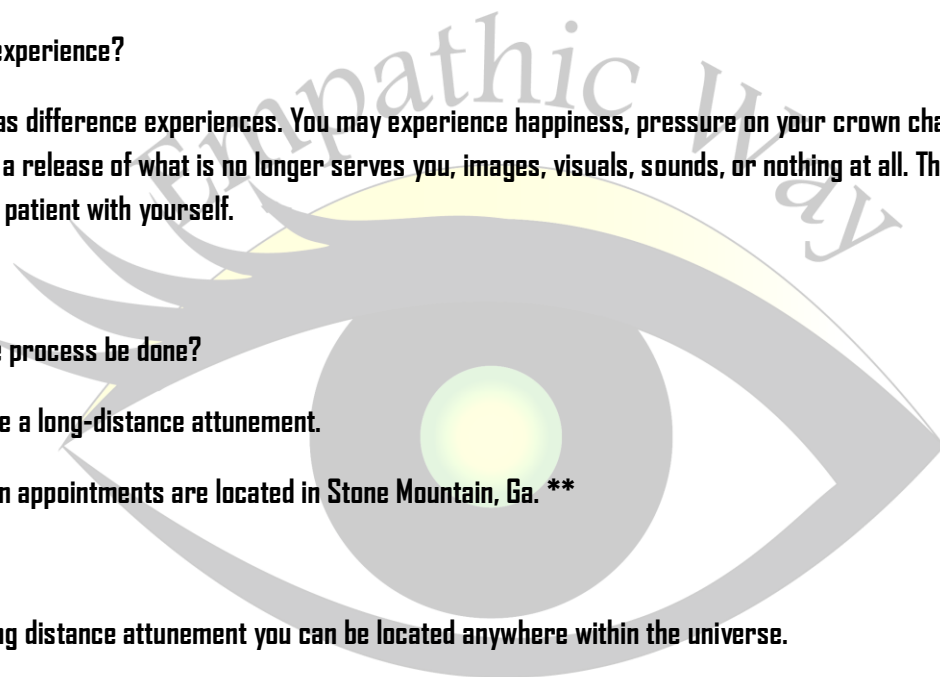 Empathic Way
experience?
as difference experiences. You may experience happiness, pressure on your crown cha
a release of what is no longer serves you, images, visuals, sounds, or nothing at all. Th
patient with yourself.
process be done?
e a long-distance attunement.
n appointments are located in Stone Mountain, Ga. **
ng distance attunement you can be located anywhere within the universe.